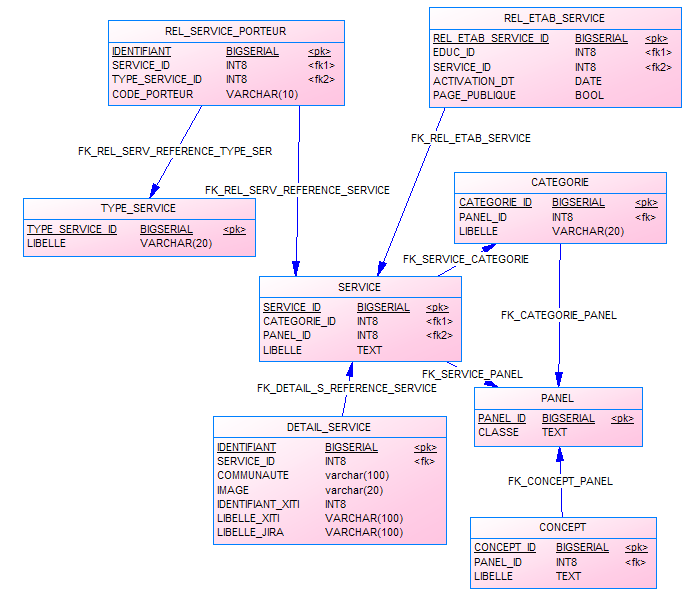 REL_SERVICE_PORTEUR
IDENTIFIANT BIGSERIAL <pk>
SERVICE_ID INT8 <fk1>
TYPE_SERVICE_ID INT8 <fk2>
CODE_PORTEUR VARCHAR(10)
REL_ETAB_SERVICE
REL_ETAB_SERVICE_ID BIGSERIAL <pk>
EDUC_ID INT8 <fk1>
SERVICE_ID INT8 <fk2>
ACTIVATION_DT DATE
PAGE_PUBLIQUE BOOL
FK_REL_ETAB_SERVICE
FK_REL_SERV_REFERENCE_TYPE_SER
FK_REL_SERV_REFERENCE_SERVICE
TYPE_SERVICE
TYPE_SERVICE_ID BIGSERIAL <pk>
LIBELLE VARCHAR(20)
CATEGORIE
CATEGORIE_ID BIGSERIAL <pk>
PANEL_ID INT8 <fk>
LIBELLE VARCHAR(20)
FK_SERVICE_CATEGORIE
SERVICE
SERVICE_ID BIGSERIAL <pk>
CATEGORIE_ID INT8 <fk1>
PANEL_ID INT8 <fk2>
LIBELLE TEXT
FK_CATEGORIE_PANEL
FK_SERVICE_PANEL
FK_DETAIL_S_REFERENCE_SERVICE
PANEL
PANEL_ID BIGSERIAL <pk>
CLASSE TEXT
DETAIL_SERVICE
IDENTIFIANT BIGSERIAL <pk>
SERVICE_ID INT8 <fk>
COMMUNAUTE varchar(100)
IMAGE varchar(20)
IDENTIFIANT_XITI INT8
LIBELLE_XITI VARCHAR(100)
LIBELLE_JIRA VARCHAR(100)
FK_CONCEPT_PANEL
CONCEPT
CONCEPT_ID BIGSERIAL <pk>
PANEL_ID INT8 <fk>
LIBELLE TEXT